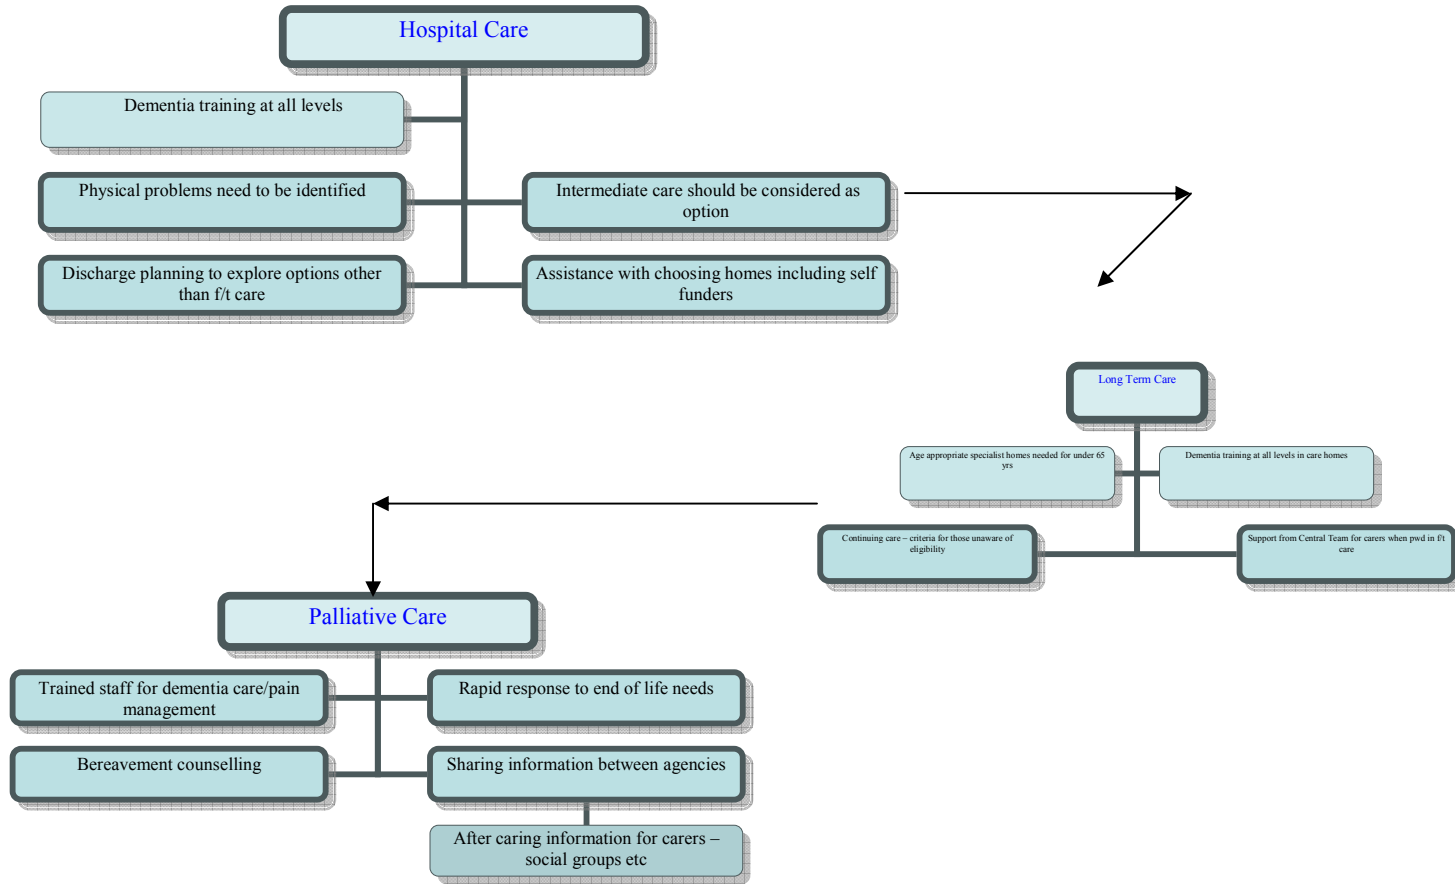 Hospital Care
Dementia training at all levels
Physical problems need to be identified
Intermediate care should be considered as
option
Discharge planning to explore options other
than f/t care
Assistance with choosing homes including self
funders
Long Term Care
Age appropriate specialist homes needed for under 65
yrs
Dementia training at all levels in care homes
Continuing care – criteria for those unaware of
eligibility
Support from Central Team for carers when pwd in f/t
care
Palliative Care
Trained staff for dementia care/pain
management
Rapid response to end of life needs
Bereavement counselling
Sharing information between agencies
After caring information for carers –
social groups etc